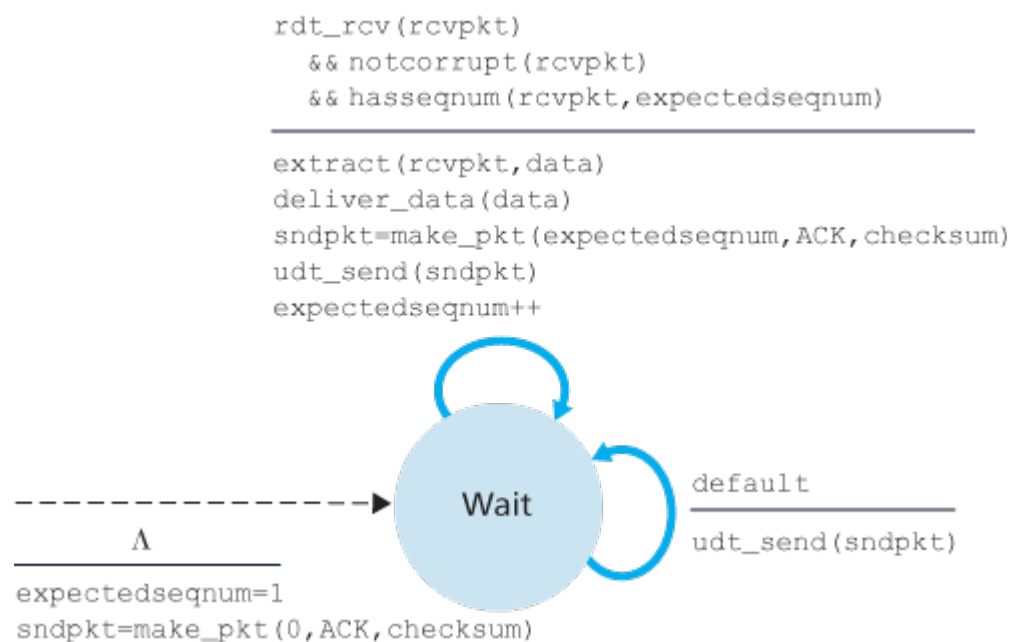 rdt_rcv(rcvpkt)
&& notcorrupt(rcvpkt)
&& hasseqnum(rcvpkt,expectedseqnum)
extract(rcvpkt,data)
deliver_data(data)
sndpkt=make_pkt(expectedseqnum,ACK,checksum)
udt_send(sndpkt)
expectedseqnum++
Wait
default
udt_send(sndpkt)
Λ
expectedseqnum=1
sndpkt=make_pkt(0,ACK,checksum)